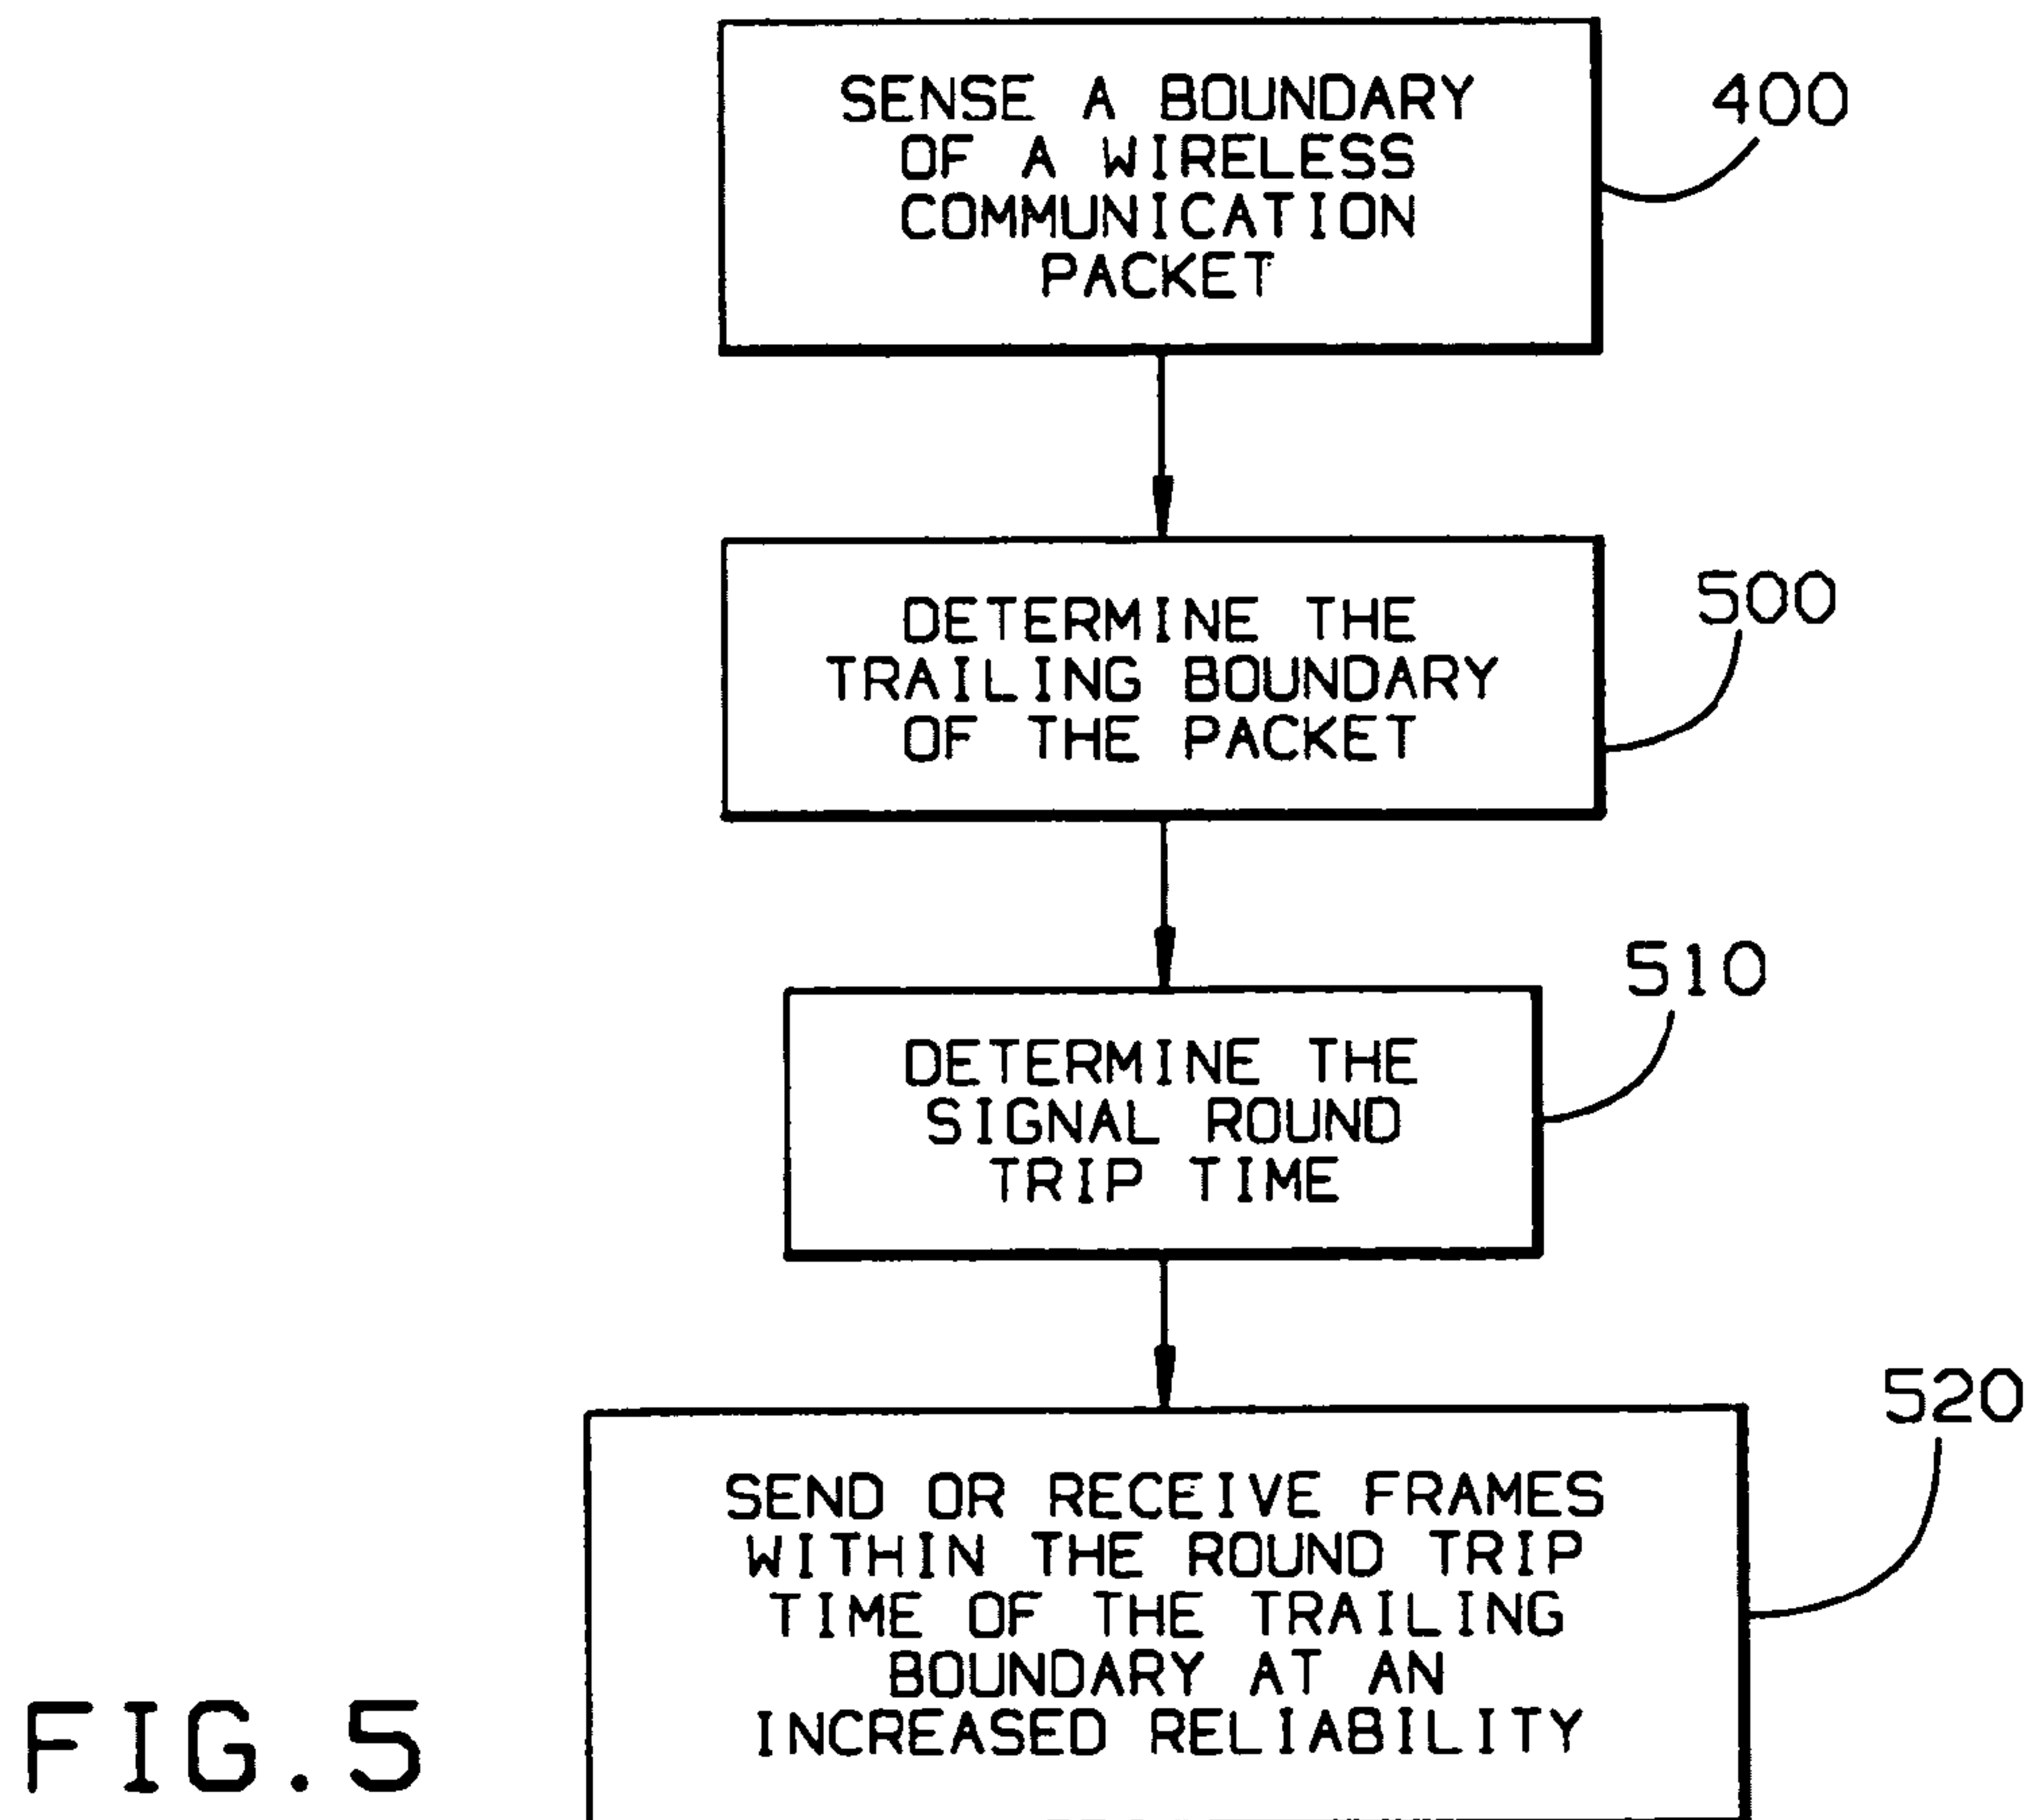 SENSE A BOUNDARY
OF A WIRELESS
COMMUNICATION
PACKET
400
DETERMINE THE
TRAILING BOUNDARY
OF THE PACKET
500
DETERMINE THE
SIGNAL ROUND
TRIP TIME
510
SEND OR RECEIVE FRAMES
WITHIN THE ROUND TRIP
TIME OF THE TRAILING
BOUNDARY AT AN
INCREASED RELIABILITY
520
FIG.5